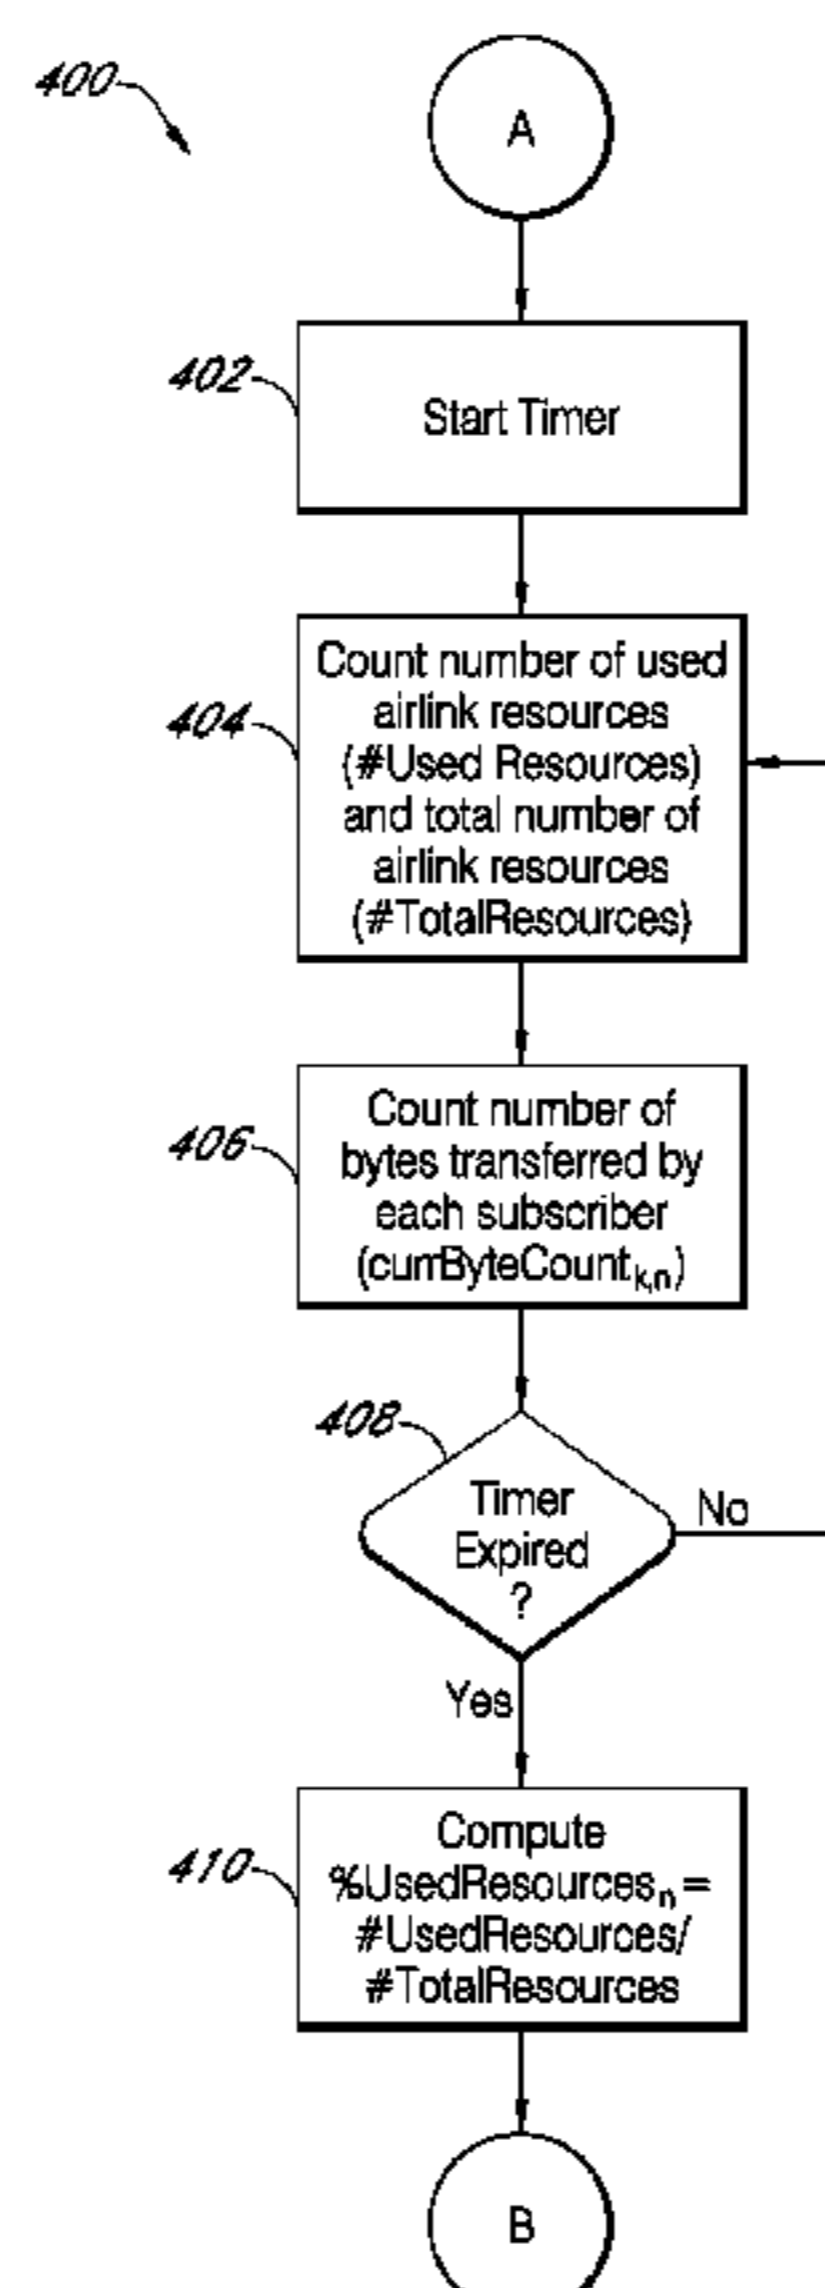 400
A
402
Start Timer
404
Count number of used
airlink resources
(#Used Resources)
and total number of
airlink resources
(#TotalResources)
406
Count number of
bytes transferred by
each subscriber
(currByteCountk,n)
408
Timer
Expired
?
No
Yes
410
Compute
%UsedResourcesn=
#UsedResources/
#TotalResources
B